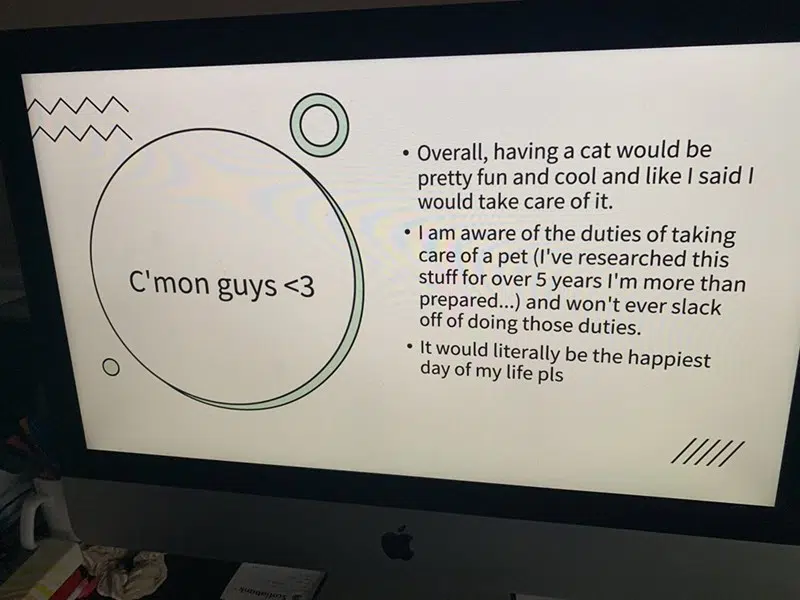 C'mon guys <3
• Overall, having a cat would be
pretty fun and cool and like I said I
would take care of it.
• I am aware of the duties of taking
care of a pet (I've researched this
stuff for over 5 years I'm more than
prepared...) and won't ever slack
off of doing those duties.
• It would literally be the happiest
day of my life pls
Scotiabank